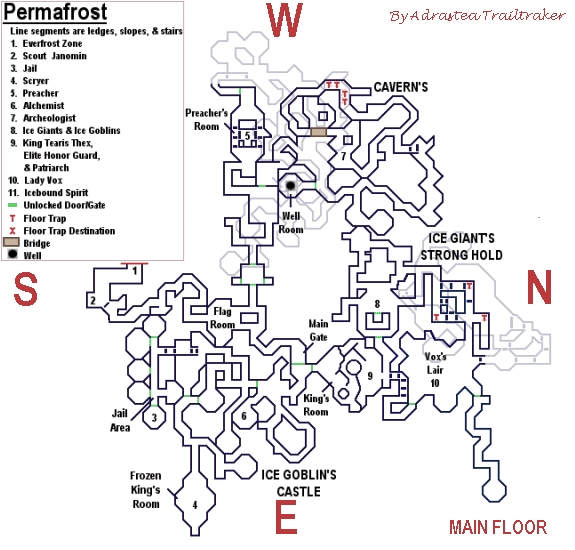 Permafrost
By Adrastea Trailtraker
Line segments are ledges, slopes, & stairs
1. Everfrost Zone
2. Scout Janomin
3. Jail
4. Scryer
5. Preacher
6. Alchemist
7. Archeologist
8. Ice Giants & Ice Goblins
9. King Tearis Thex,
Elite Honor Guard,
& Patriarch
10. Lady Vox
11. Icebound Spirit
Unlocked Door/Gate
T Floor Trap
X Floor Trap Destination
Bridge
Well
W
S
N
E
CAVERN'S
Preacher's
Room
5
7
Well
Room
ICE GIANT'S
STRONG HOLD
T T
T
T
T
T
T
1
2
Flag
Room
8
Main
Gate
Vox's
Lair
10
9
King's
Room
Jail
Area
3
6
Frozen
King's
Room
4
ICE GOBLIN'S
CASTLE
MAIN FLOOR